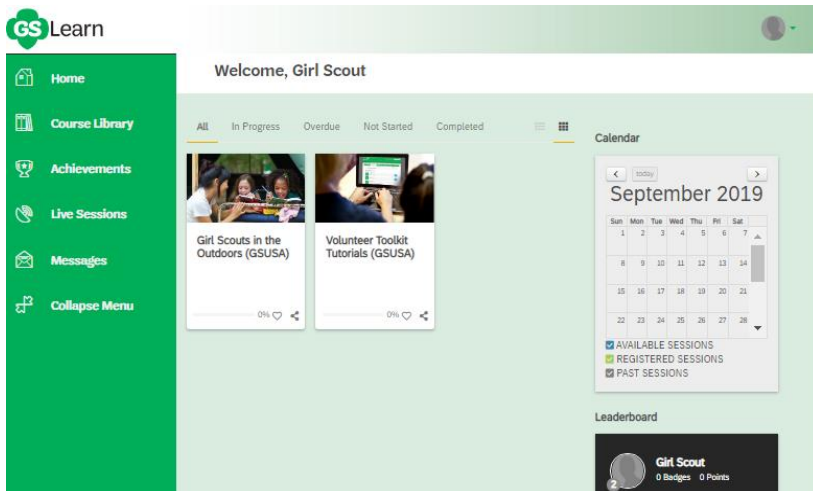 GS Learn
Home
Course Library
Achievements
Live Sessions
Messages
Collapse Menu
Welcome, Girl Scout
All In Progress Overdue Not Started Completed
Girl Scouts in the
Outdoors (GSUSA)
0%
Volunteer Toolkit
Tutorials (GSUSA)
0%
Calendar
< today >
September 2019
Sun Mon Tue Wed Thu Fri Sat
1 2 3 4 5 6 7
8 9 10 11 12 13 14
15 16 17 18 19 20 21
22 23 24 25 26 27 28
AVAILABLE SESSIONS
REGISTERED SESSIONS
PAST SESSIONS
Leaderboard
2
Girl Scout
0 Badges 0 Points